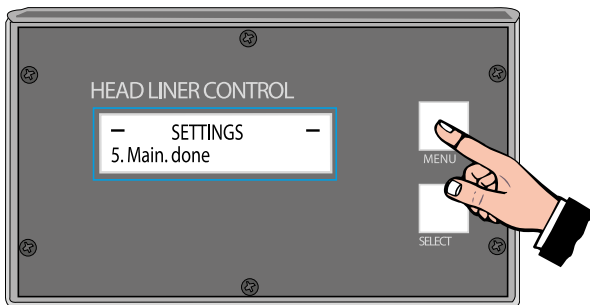 HEAD LINER CONTROL
– SETTINGS –
5. Main. done
MENU
SELECT